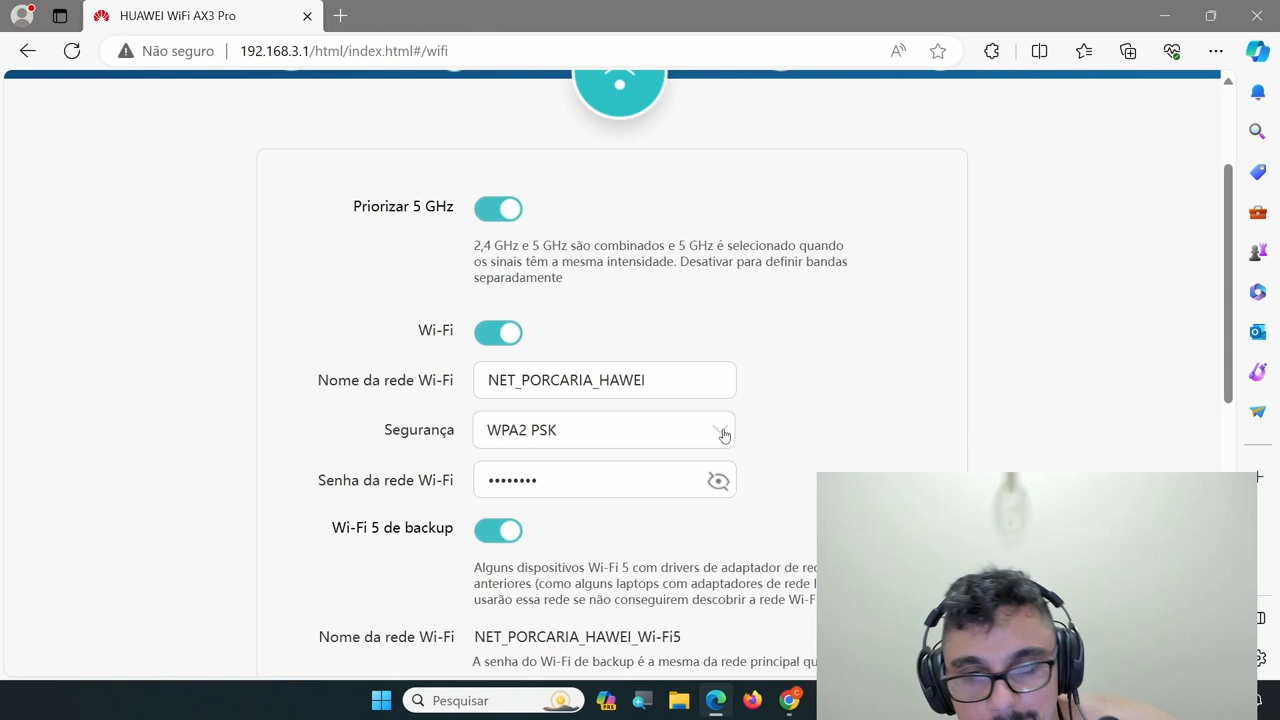 HUAWEI WiFi AX3 Pro
Não seguro
192.168.3.1/html/index.html#/wifi
Priorizar 5 GHz
2,4 GHz e 5 GHz são combinados e 5 GHz é selecionado quando
os sinais têm a mesma intensidade. Desativar para definir bandas
separadamente
Wi-Fi
Nome da rede Wi-Fi NET_PORCARIA_HAWEI
Segurança WPA2 PSK
Senha da rede Wi-Fi ••••••••
Wi-Fi 5 de backup
Alguns dispositivos Wi-Fi 5 com drivers de adaptador de
anteriores (como alguns laptops com adaptadores de rede
usarão essa rede se não conseguirem descobrir a rede
Nome da rede Wi-Fi NET_PORCARIA_HAWEI_Wi-Fi5
A senha do Wi-Fi de backup é a mesma da rede principal
Pesquisar
PRE